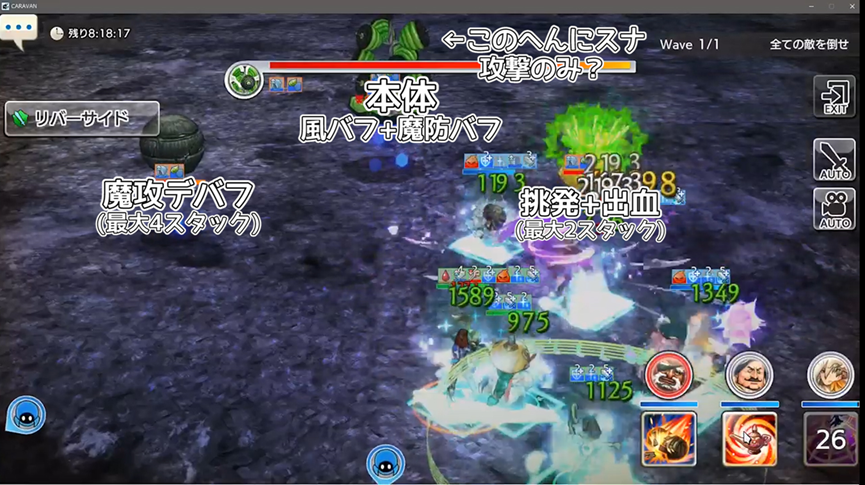 CARAVAN
残り8:18:17
←このへんにスナ
攻撃のみ？
Wave 1/1
全ての敵を倒せ
EXIT
リバーサイド
本体
風バフ+魔防バフ
魔攻デバフ
(最大4スタック)
挑発+出血
(最大2スタック)
AUTO
AUTO
119 3
1589
975
1349
1125
26